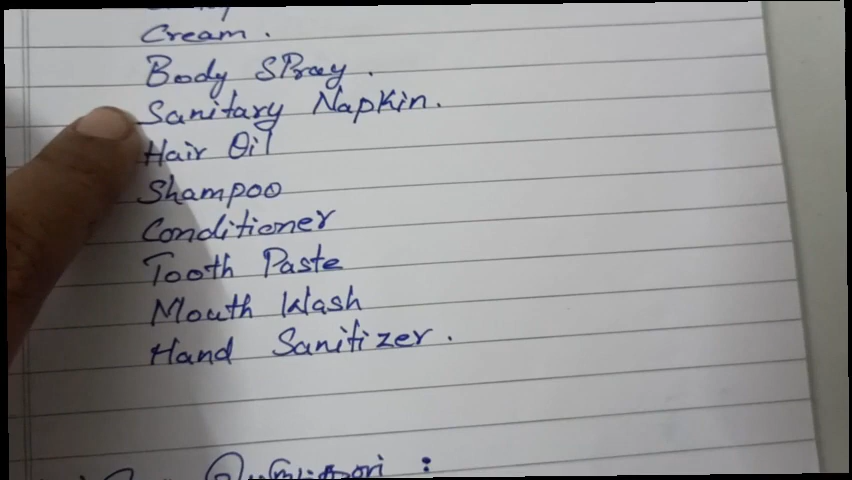 Cream.
Body SPray.
Sanitary Napkin.
Hair Oil
Shampoo
Conditioner
Tooth Paste
Mouth Wash
Hand Sanitizer.